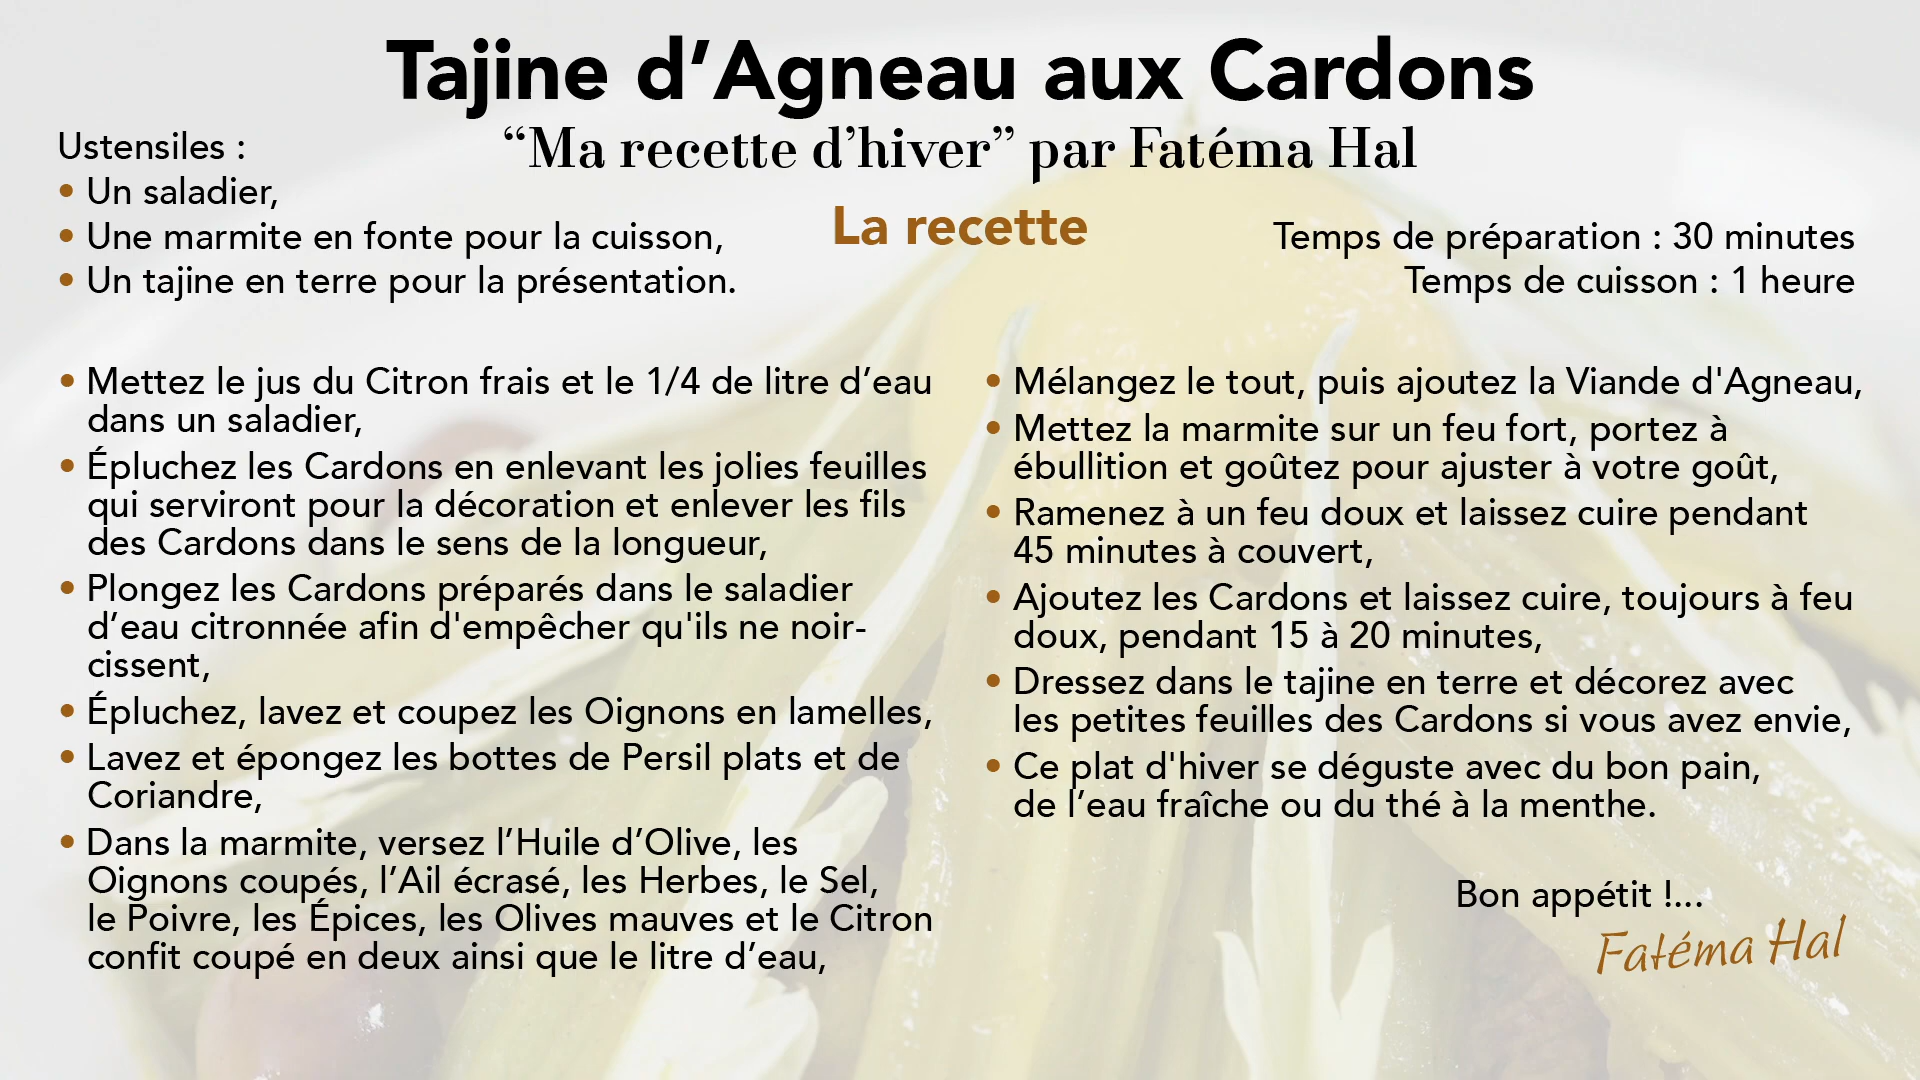 Tajine d’Agneau aux Cardons
“Ma recette d’hiver” par Fatéma Hal
La recette
Ustensiles :
• Un saladier,
• Une marmite en fonte pour la cuisson,
• Un tajine en terre pour la présentation.
Temps de préparation : 30 minutes
Temps de cuisson : 1 heure
• Mettez le jus du Citron frais et le 1/4 de litre d’eau
dans un saladier,
• Épluchez les Cardons en enlevant les jolies feuilles
qui serviront pour la décoration et enlever les fils
des Cardons dans le sens de la longueur,
• Plongez les Cardons préparés dans le saladier
d’eau citronnée afin d'empêcher qu'ils ne noir-
cissent,
• Épluchez, lavez et coupez les Oignons en lamelles,
• Lavez et épongez les bottes de Persil plats et de
Coriandre,
• Dans la marmite, versez l’Huile d’Olive, les
Oignons coupés, l’Ail écrasé, les Herbes, le Sel,
le Poivre, les Épices, les Olives mauves et le Citron
confit coupé en deux ainsi que le litre d’eau,
• Mélangez le tout, puis ajoutez la Viande d'Agneau,
• Mettez la marmite sur un feu fort, portez à
ébullition et goûtez pour ajuster à votre goût,
• Ramenez à un feu doux et laissez cuire pendant
45 minutes à couvert,
• Ajoutez les Cardons et laissez cuire, toujours à feu
doux, pendant 15 à 20 minutes,
• Dressez dans le tajine en terre et décorez avec
les petites feuilles des Cardons si vous avez envie,
• Ce plat d'hiver se déguste avec du bon pain,
de l’eau fraîche ou du thé à la menthe.
Bon appétit !...
Fatéma Hal